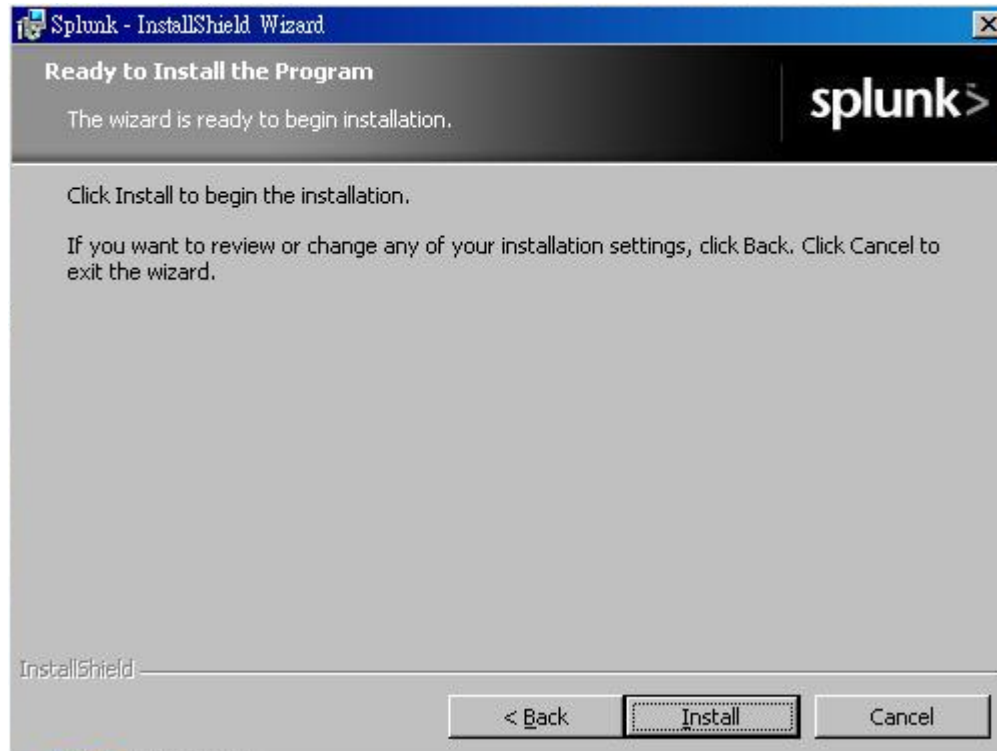 Splunk - InstallShield Wizard
Ready to Install the Program
The wizard is ready to begin installation.
splunk>
Click Install to begin the installation.
If you want to review or change any of your installation settings, click Back. Click Cancel to
exit the wizard.
InstallShield
< Back
Install
Cancel